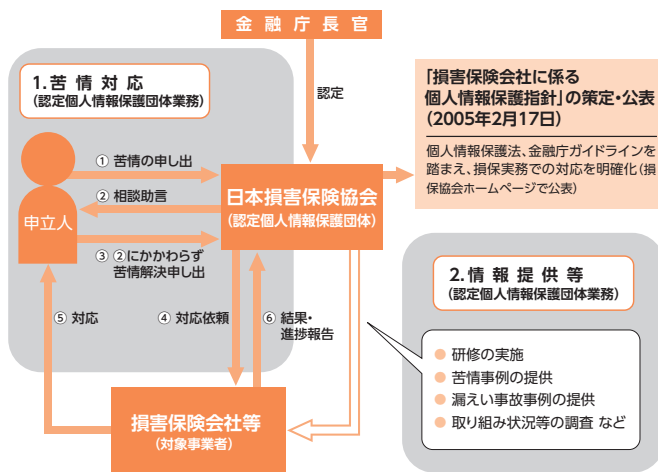 金融庁長官
認定
1.苦情対応
(認定個人情報保護団体業務)
① 苦情の申し出
② 相談助言
申立人
③ ②にかかわらず
苦情解決申し出
日本損害保険協会
(認定個人情報保護団体)
「損害保険会社に係る
個人情報保護指針」の策定・公表
(2005年2月17日)
個人情報保護法、金融庁ガイドラインを
踏まえ、損保実務での対応を明確化(損
保協会ホームページで公表)
⑤ 対応
④ 対応依頼
⑥ 結果・
進捗報告
損害保険会社等
(対象事業者)
2.情報提供等
(認定個人情報保護団体業務)
● 研修の実施
● 苦情事例の提供
● 漏えい事故事例の提供
● 取り組み状況等の調査 など